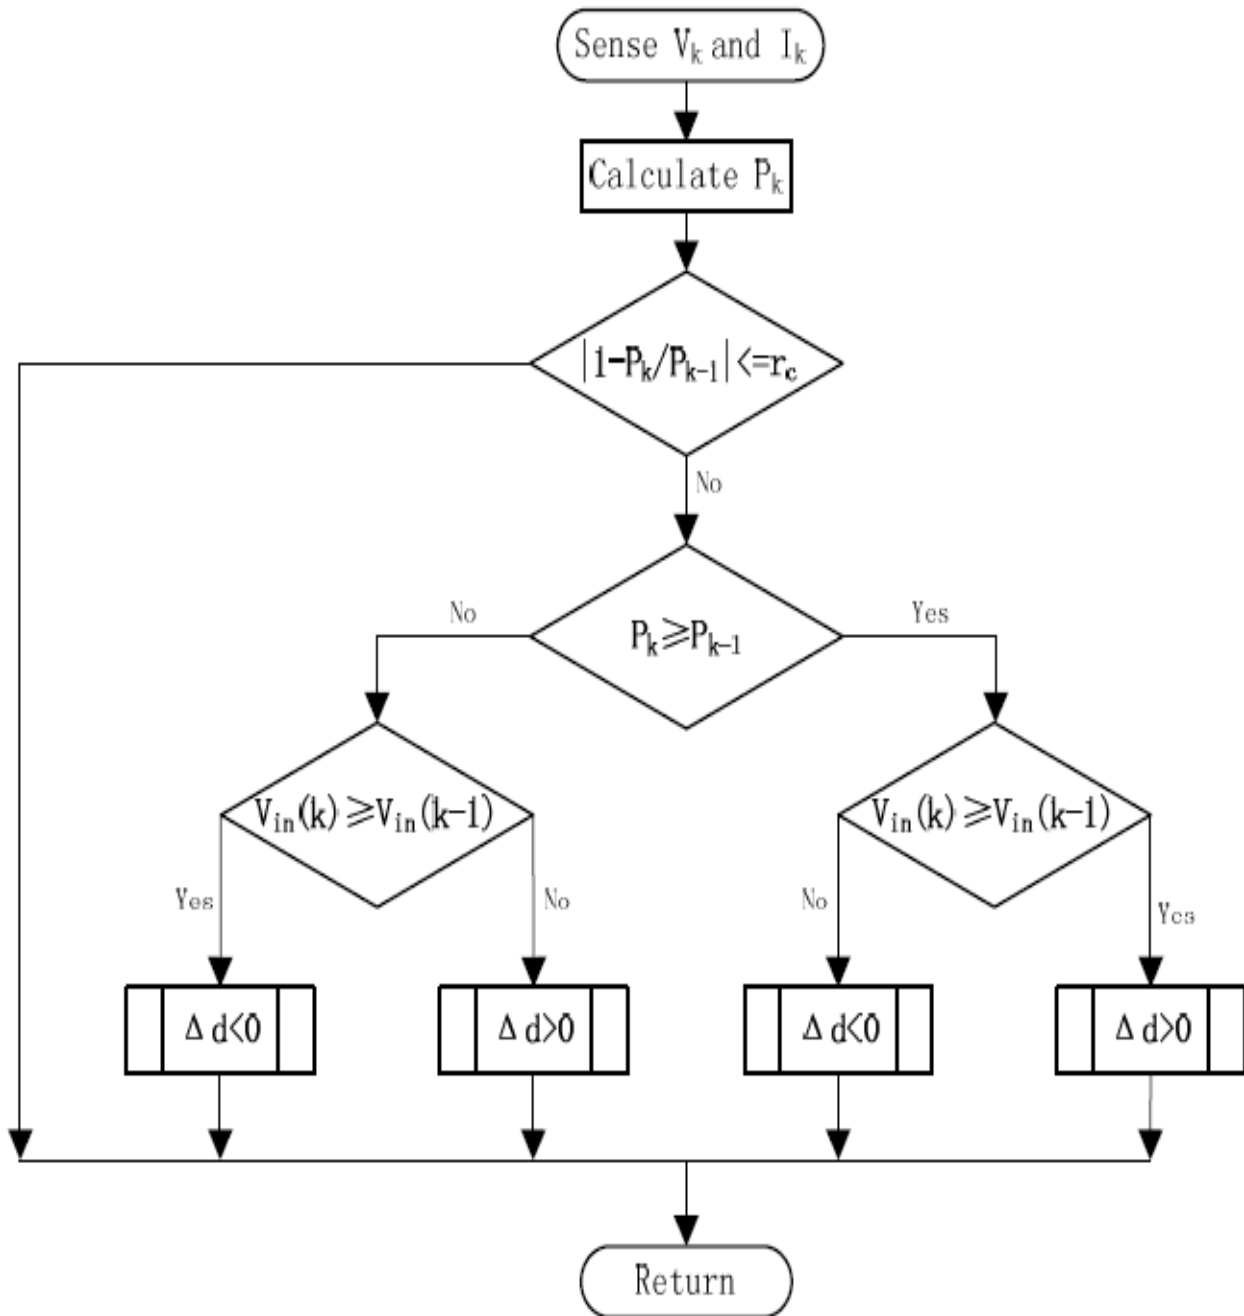 Sense Vk and Ik
Calculate Pk
|1-Pk/Pk-1|<=rc
No
No
Yes
Pk≥Pk-1
Vin(k)≥Vin(k-1)
Vin(k)≥Vin(k-1)
Yes
No
No
Yes
Δd<0
Δd>0
Δd<0
Δd>0
Return